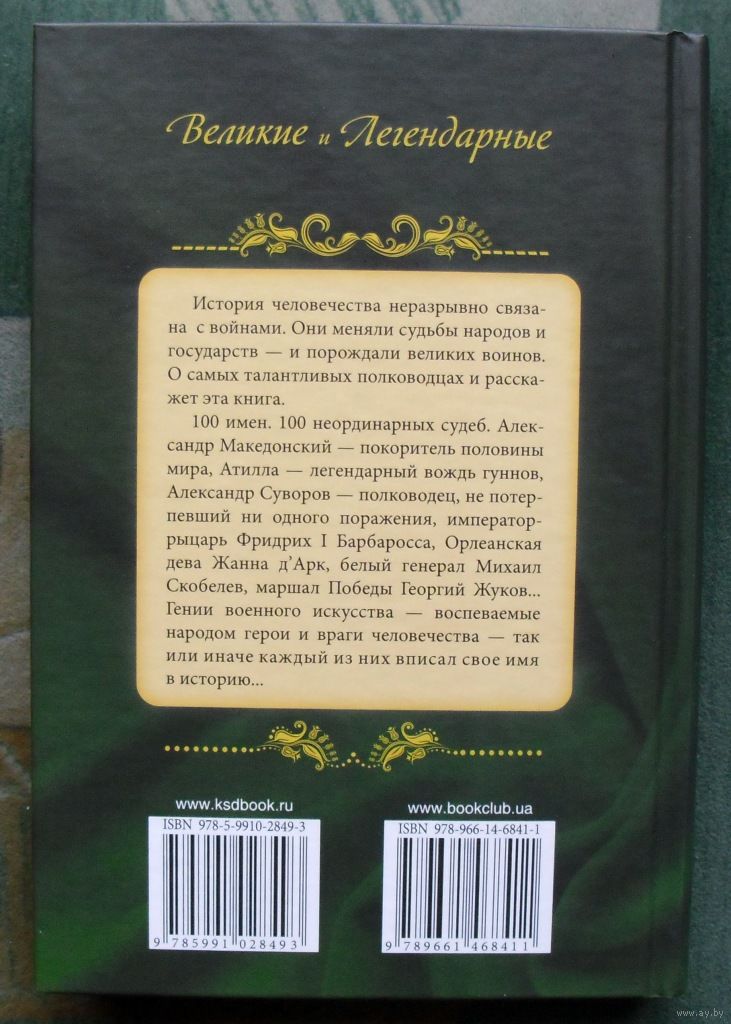 Великие и Легендарные
История человечества неразрывно связа-
на с войнами. Они меняли судьбы народов и
государств — и порождали великих воинов.
О самых талантливых полководцах и расска-
жет эта книга.
100 имен. 100 неординарных судеб. Алек-
сандр Македонский — покоритель половины
мира, Атилла — легендарный вождь гуннов,
Александр Суворов — полководец, не потер-
певший ни одного поражения, император-
рыцарь Фридрих I Барбаросса, Орлеанская
дева Жанна д’Арк, белый генерал Михаил
Скобелев, маршал Победы Георгий Жуков...
Гении военного искусства — воспеваемые
народом герои и враги человечества — так
или иначе каждый из них вписал свое имя
в историю...
www.ksdbook.ru
ISBN 978-5-9910-2849-3
9 785991 028493
www.bookclub.ua
ISBN 978-966-14-6841-1
9 789661 468411
www.ay.by